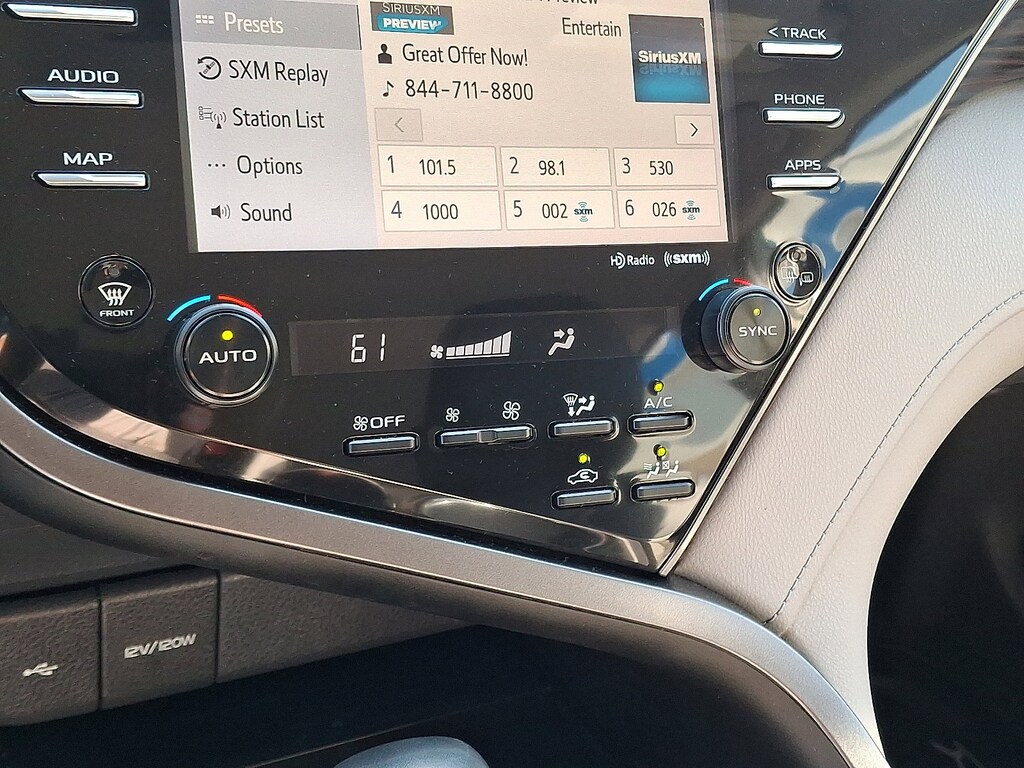 Preview
Presets
SIRIUSXM
PREVIEW
Entertain
SiriusXM
< TRACK
AUDIO
SXM Replay
Great Offer Now!
844-711-8800
PHONE
Station List
< >
MAP
Options
1 101.5 2 98.1 3 530
APPS
Sound
4 1000 5 002 sxm 6 026 sxm
HD Radio ((sxm))
FRONT
AUTO
61
SYNC
OFF
A/C
12V/120W